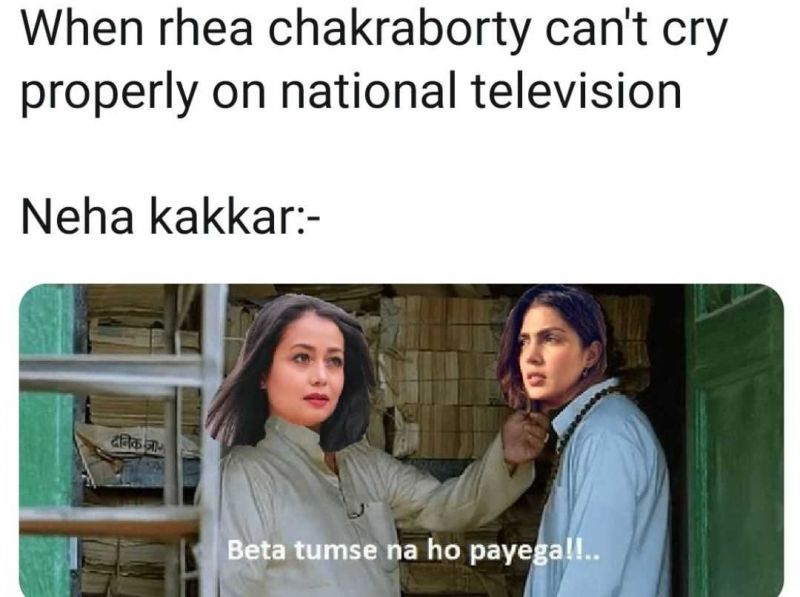 When rhea chakraborty can't cry
properly on national television
Neha kakkar:-
दैनिक जाग
Beta tumse na ho payega!!..